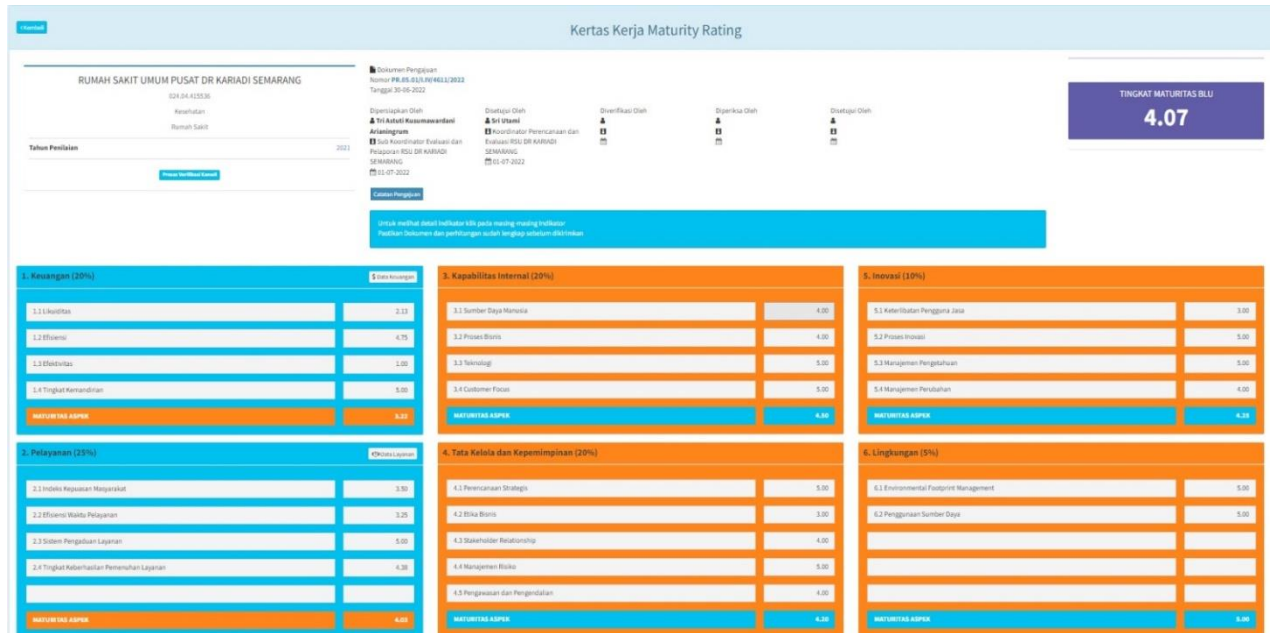 Kembali
Kertas Kerja Maturity Rating
RUMAH SAKIT UMUM PUSAT DR KARIADI SEMARANG
024.04.415536
Kesehatan
Rumah Sakit
Tahun Penilaian 2021
Proses Verifikasi Kanwil
Dokumen Pengajuan
Nomor PR.05.01/I.IV/4611/2022
Tanggal 30-06-2022
Dipersiapkan Oleh
Tri Astuti Kusumawardani
Arianingrum
Sub Koordinator Evaluasi dan
Pelaporan RSU DR KARIADI
SEMARANG
01-07-2022
Disetujui Oleh
Sri Utami
Koordinator Perencanaan dan
Evaluasi RSU DR KARIADI
SEMARANG
01-07-2022
Diverifikasi Oleh
Diperiksa Oleh
Disetujui Oleh
Catatan Pengajuan
TINGKAT MATURITAS BLU
4.07
Untuk melihat detail indikator klik pada masing-masing indikator
Pastikan Dokumen dan perhitungan sudah lengkap sebelum dikirimkan
1. Keuangan (20%)
Data Keuangan
1.1 Likuiditas 2.13
1.2 Efisiensi 4.75
1.3 Efektivitas 1.00
1.4 Tingkat Kemandirian 5.00
MATURITAS ASPEK
3. Kapabilitas Internal (20%)
3.1 Sumber Daya Manusia 4.00
3.2 Proses Bisnis 4.00
3.3 Teknologi 5.00
3.4 Customer Focus 5.00
MATURITAS ASPEK 4.50
5. Inovasi (10%)
5.1 Keterlibatan Pengguna Jasa 3.00
5.2 Proses Inovasi 5.00
5.3 Manajemen Pengetahuan 5.00
5.4 Manajemen Perubahan 4.00
MATURITAS ASPEK 4.25
2. Pelayanan (25%)
Data Layanan
2.1 Indeks Kepuasan Masyarakat 3.50
2.2 Efisiensi Waktu Pelayanan 3.25
2.3 Sistem Pengaduan Layanan 5.00
2.4 Tingkat Keberhasilan Pemenuhan Layanan 4.38
MATURITAS ASPEK 4.03
4. Tata Kelola dan Kepemimpinan (20%)
4.1 Perencanaan Strategis 5.00
4.2 Etika Bisnis 3.00
4.3 Stakeholder Relationship 4.00
4.4 Manajemen Risiko 5.00
4.5 Pengawasan dan Pengendalian 4.00
MATURITAS ASPEK 4.20
6. Lingkungan (5%)
6.1 Environmental Footprint Management 5.00
6.2 Penggunaan Sumber Daya 5.00
MATURITAS ASPEK 5.00